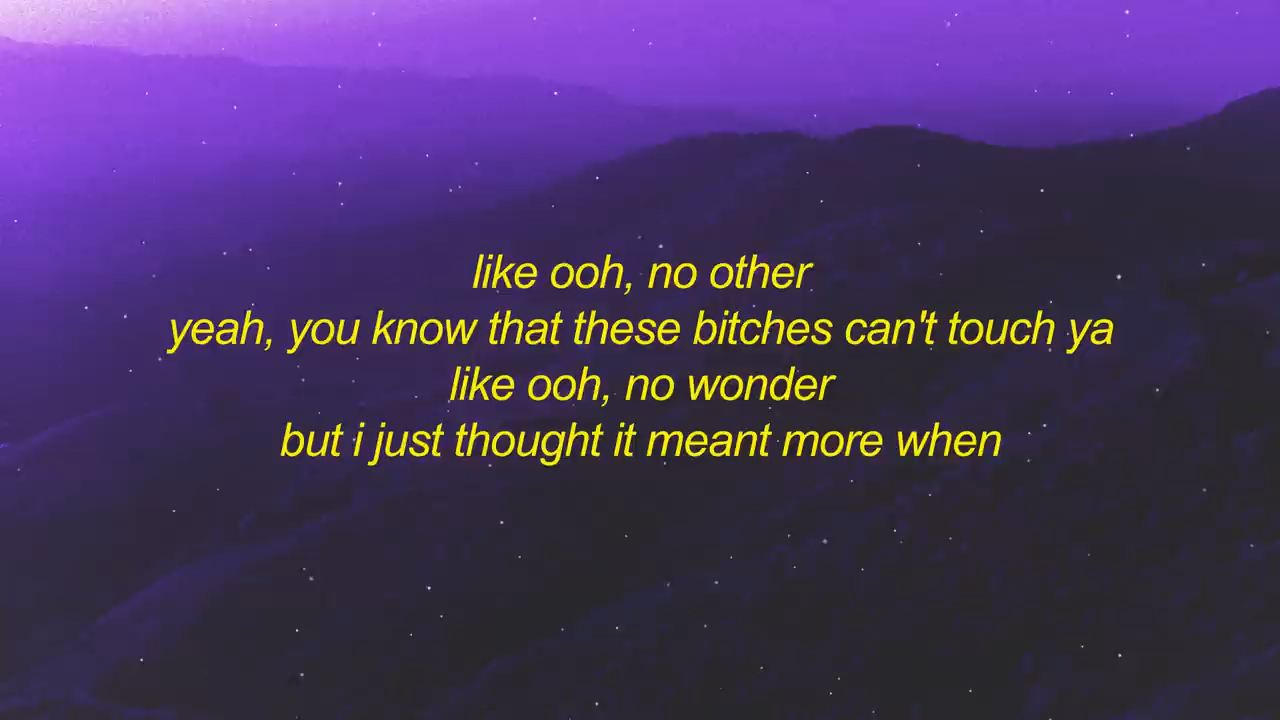 like ooh, no other
yeah, you know that these bitches can't touch ya
like ooh, no wonder
but i just thought it meant more when